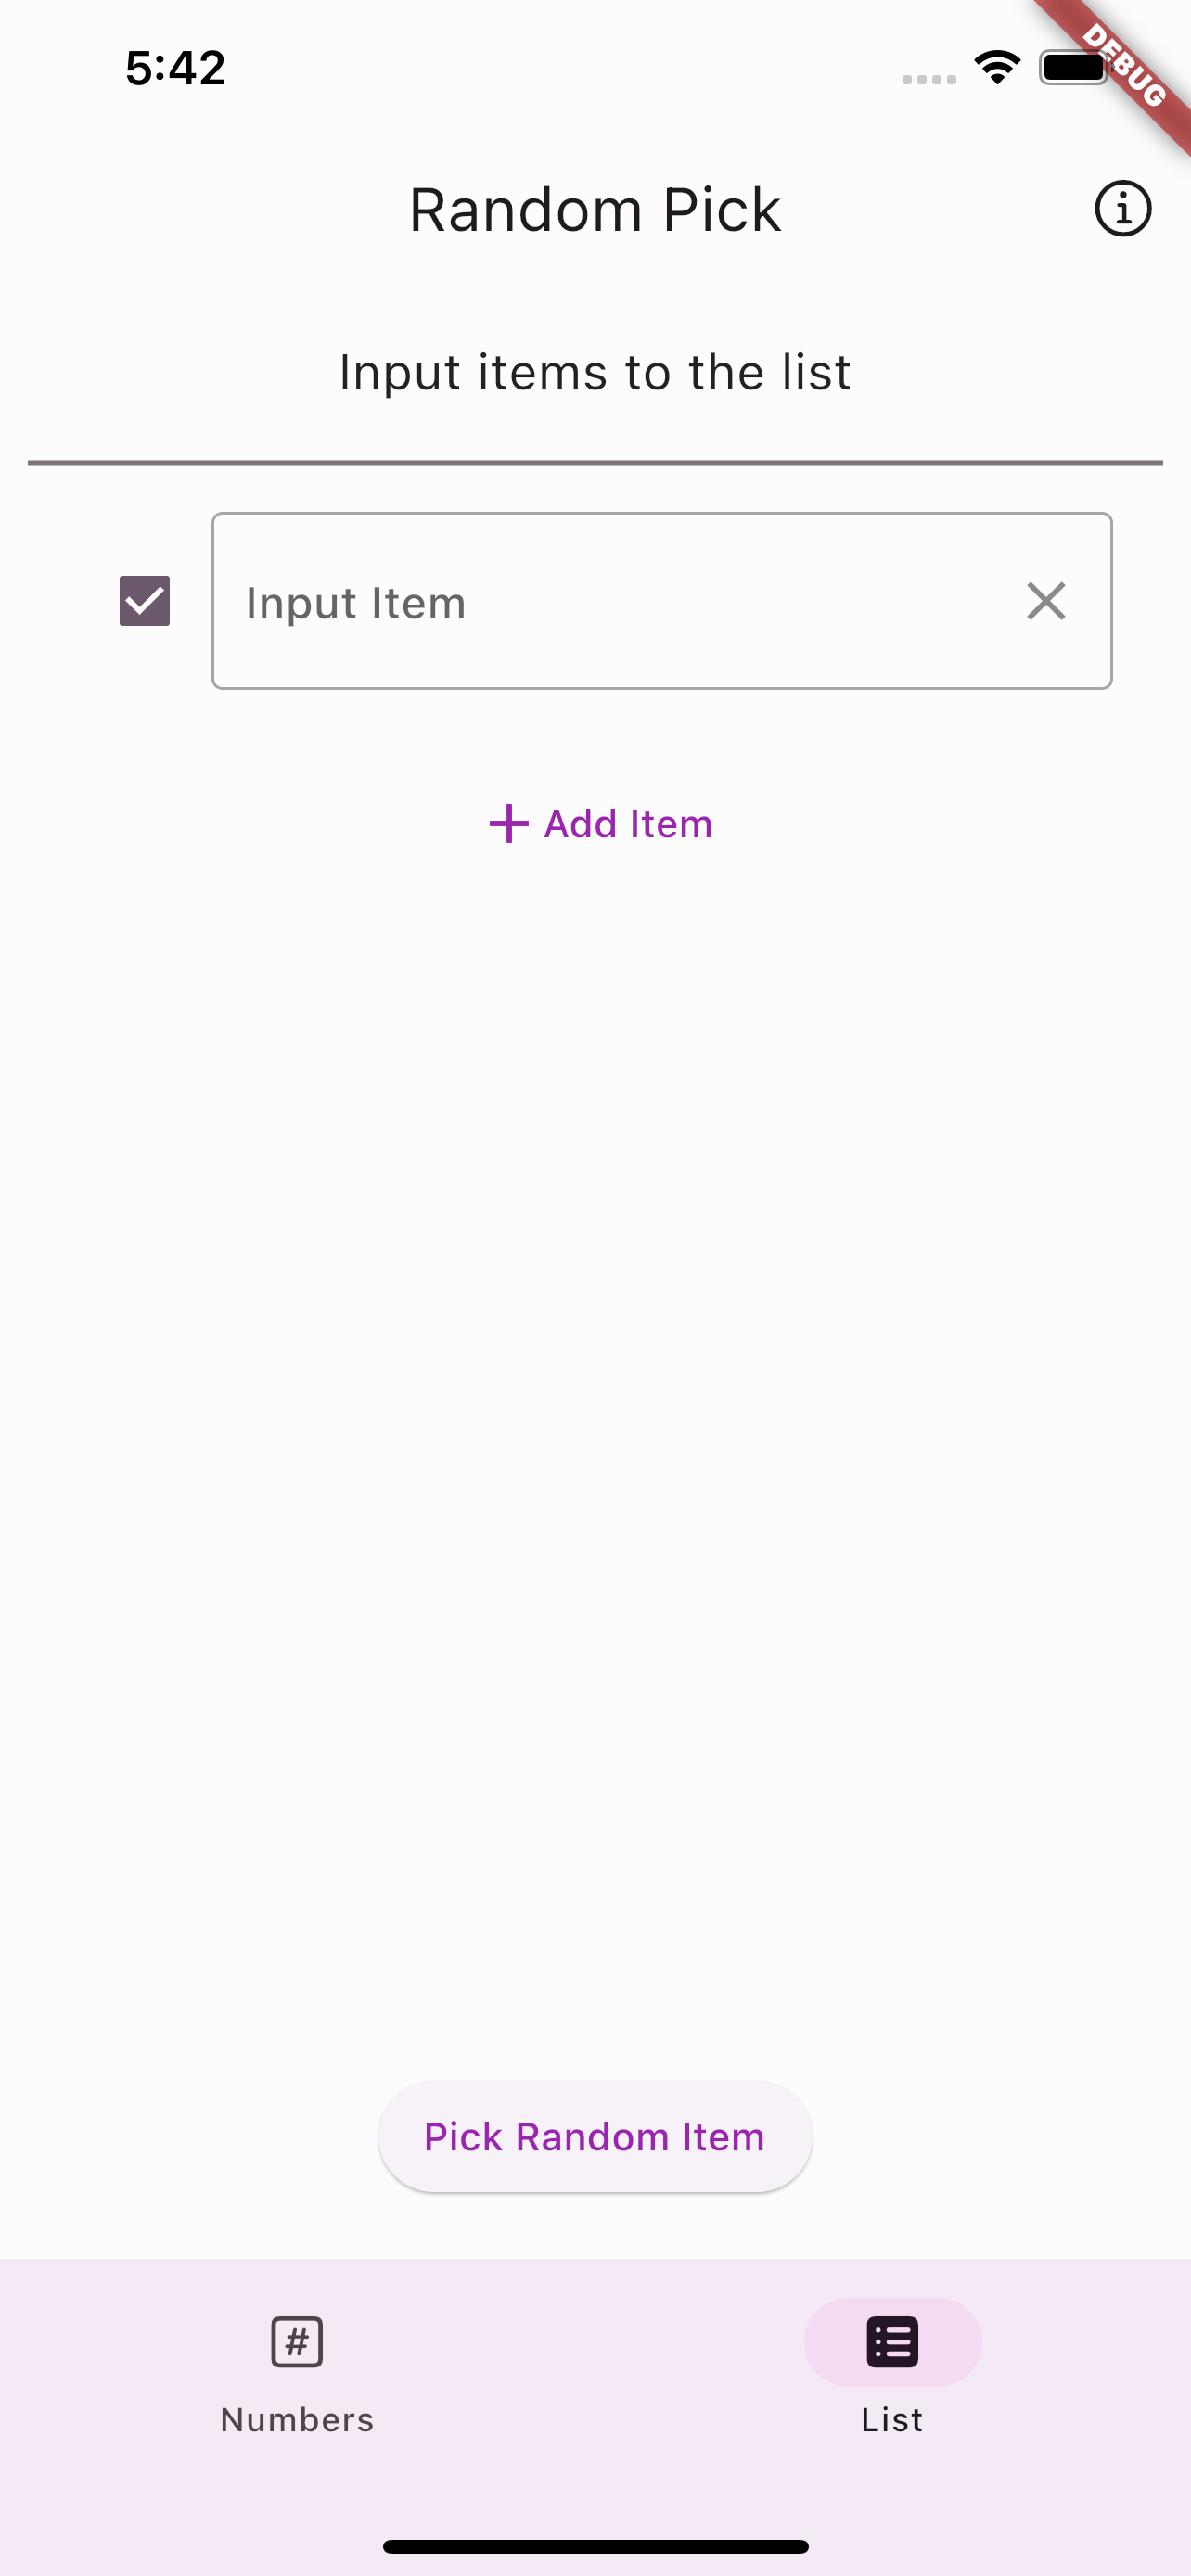 5:42
DEBUG
Random Pick
Input items to the list
Input Item
Add Item
Pick Random Item
#
Numbers
List